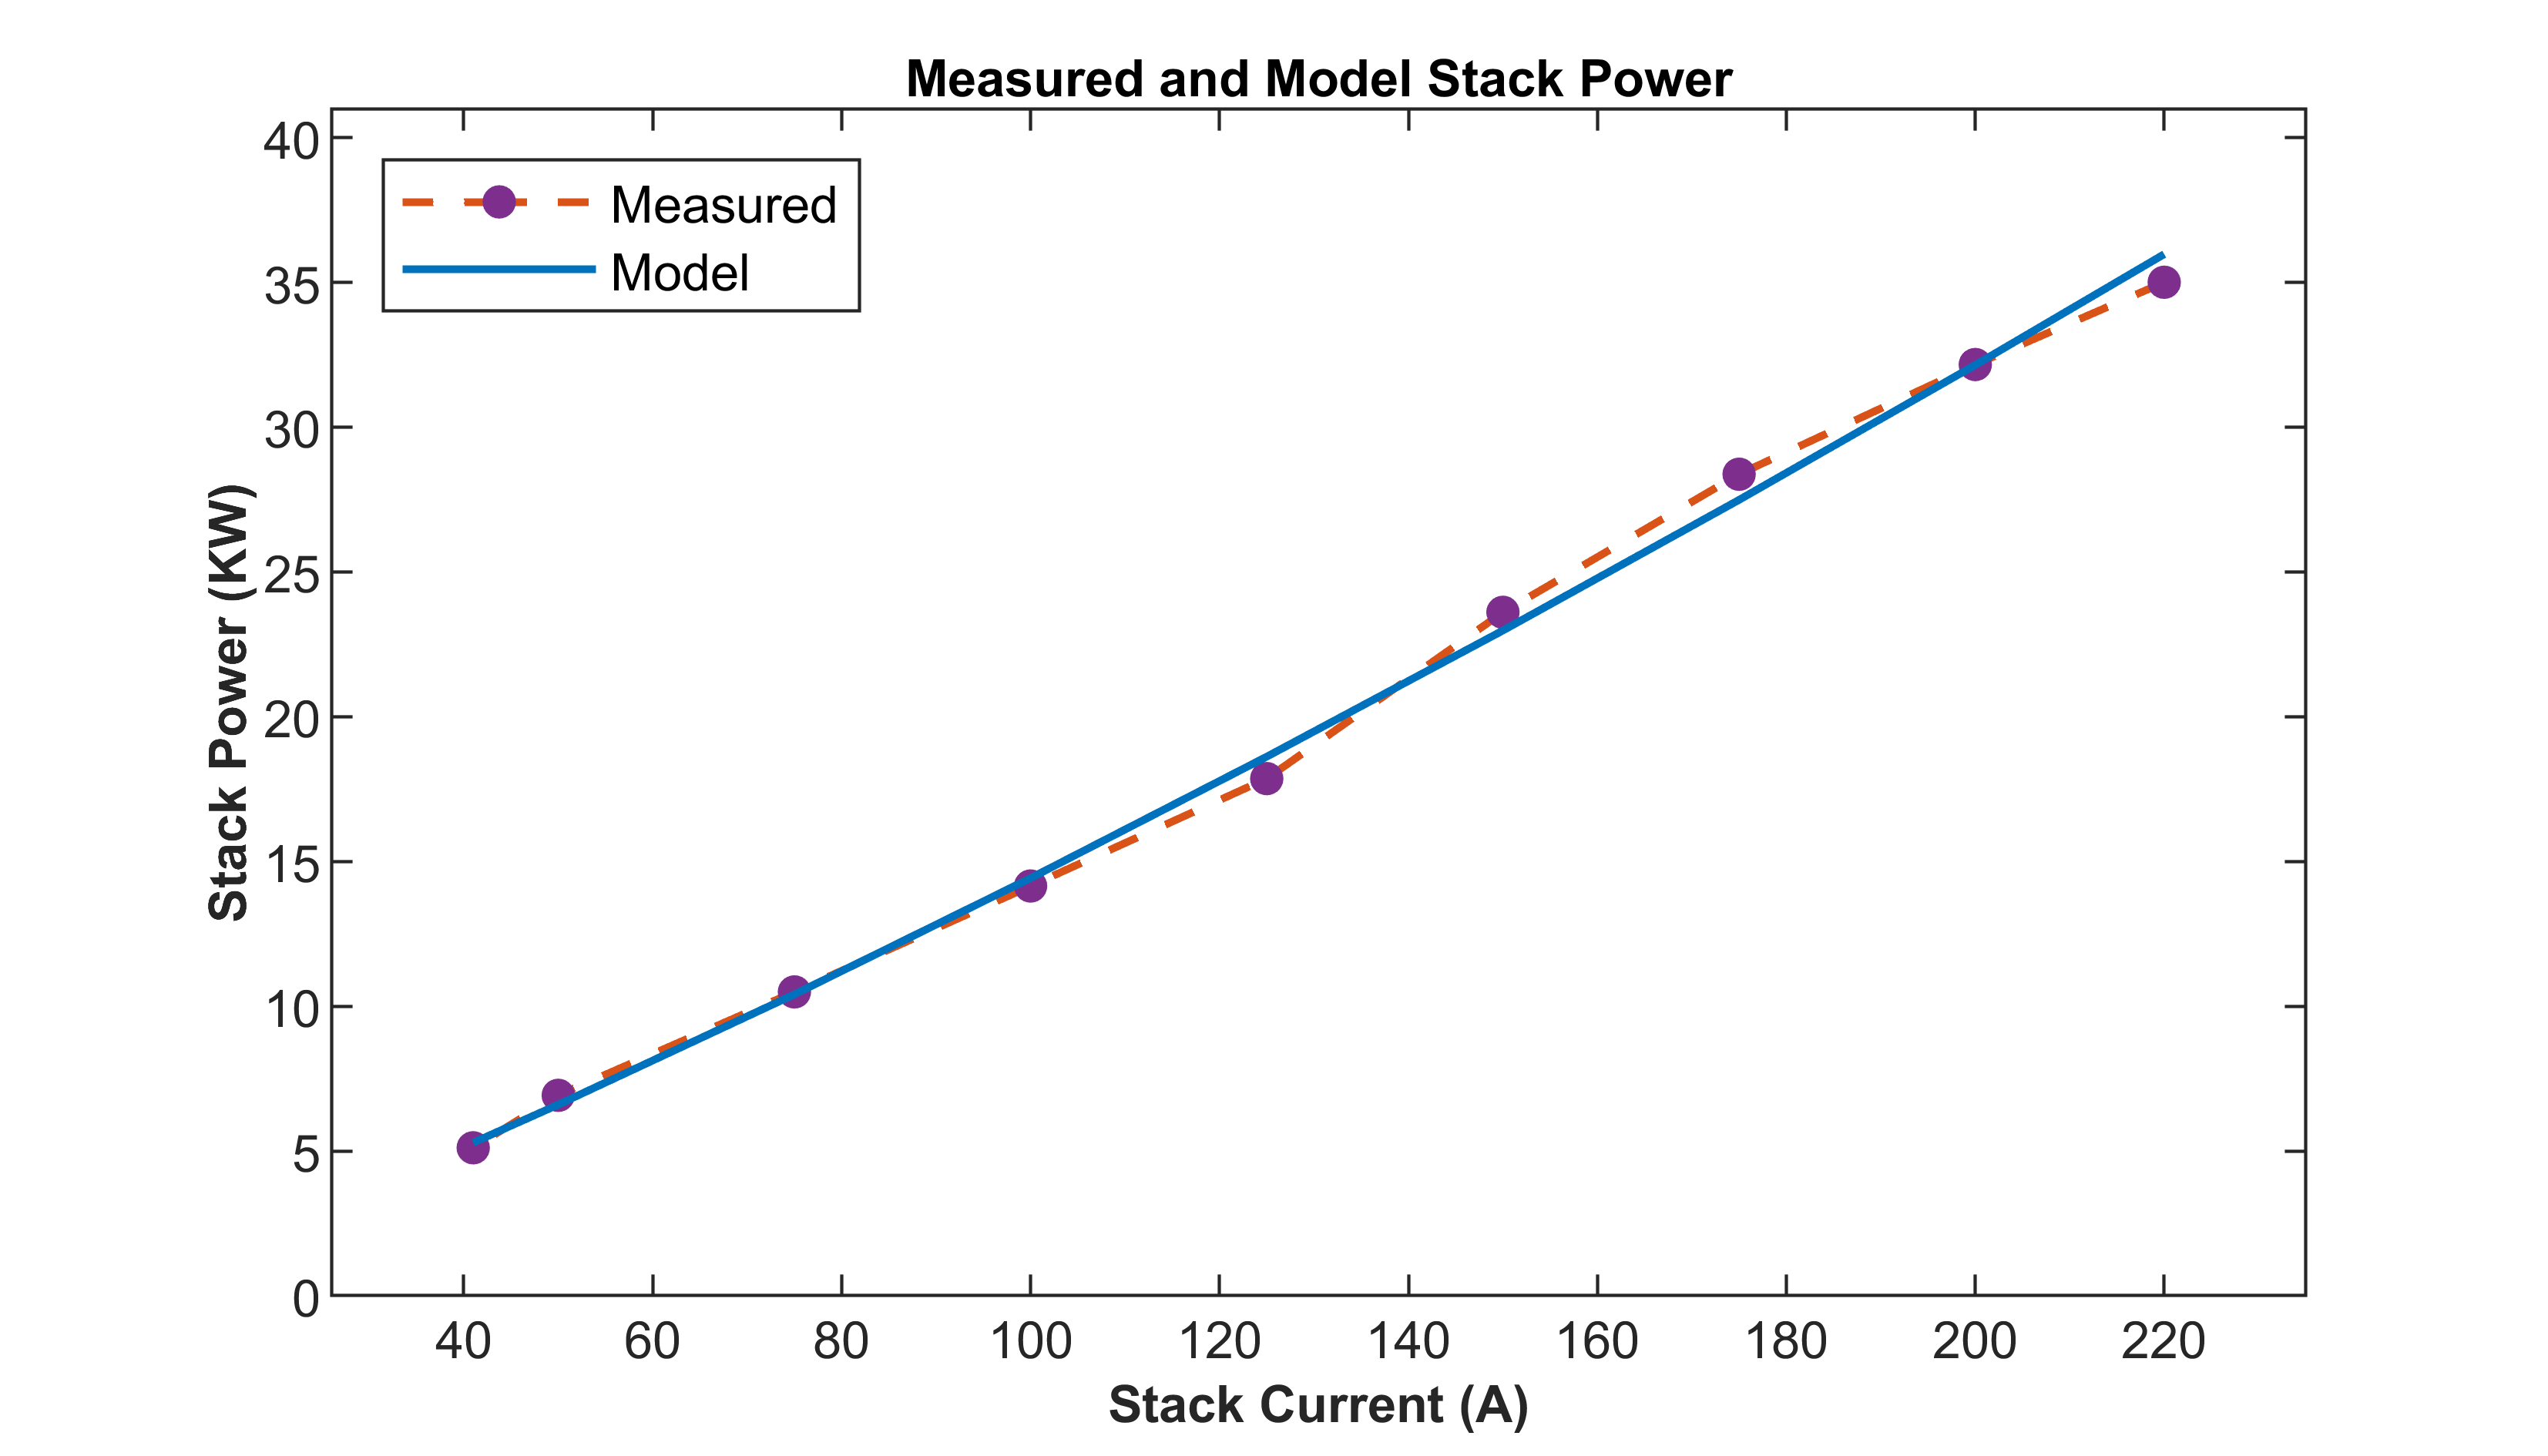 Measured and Model Stack Power
40
35
30
25
20
15
10
5
0
Measured
Model
Stack Power (KW)
40 60 80 100 120 140 160 180 200 220
Stack Current (A)